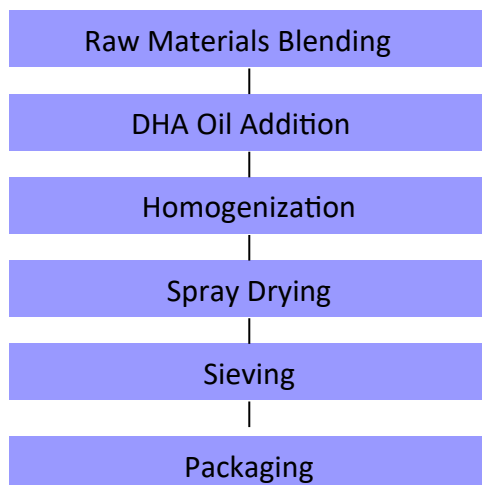 Raw Materials Blending
DHA Oil Addition
Homogenization
Spray Drying
Sieving
Packaging